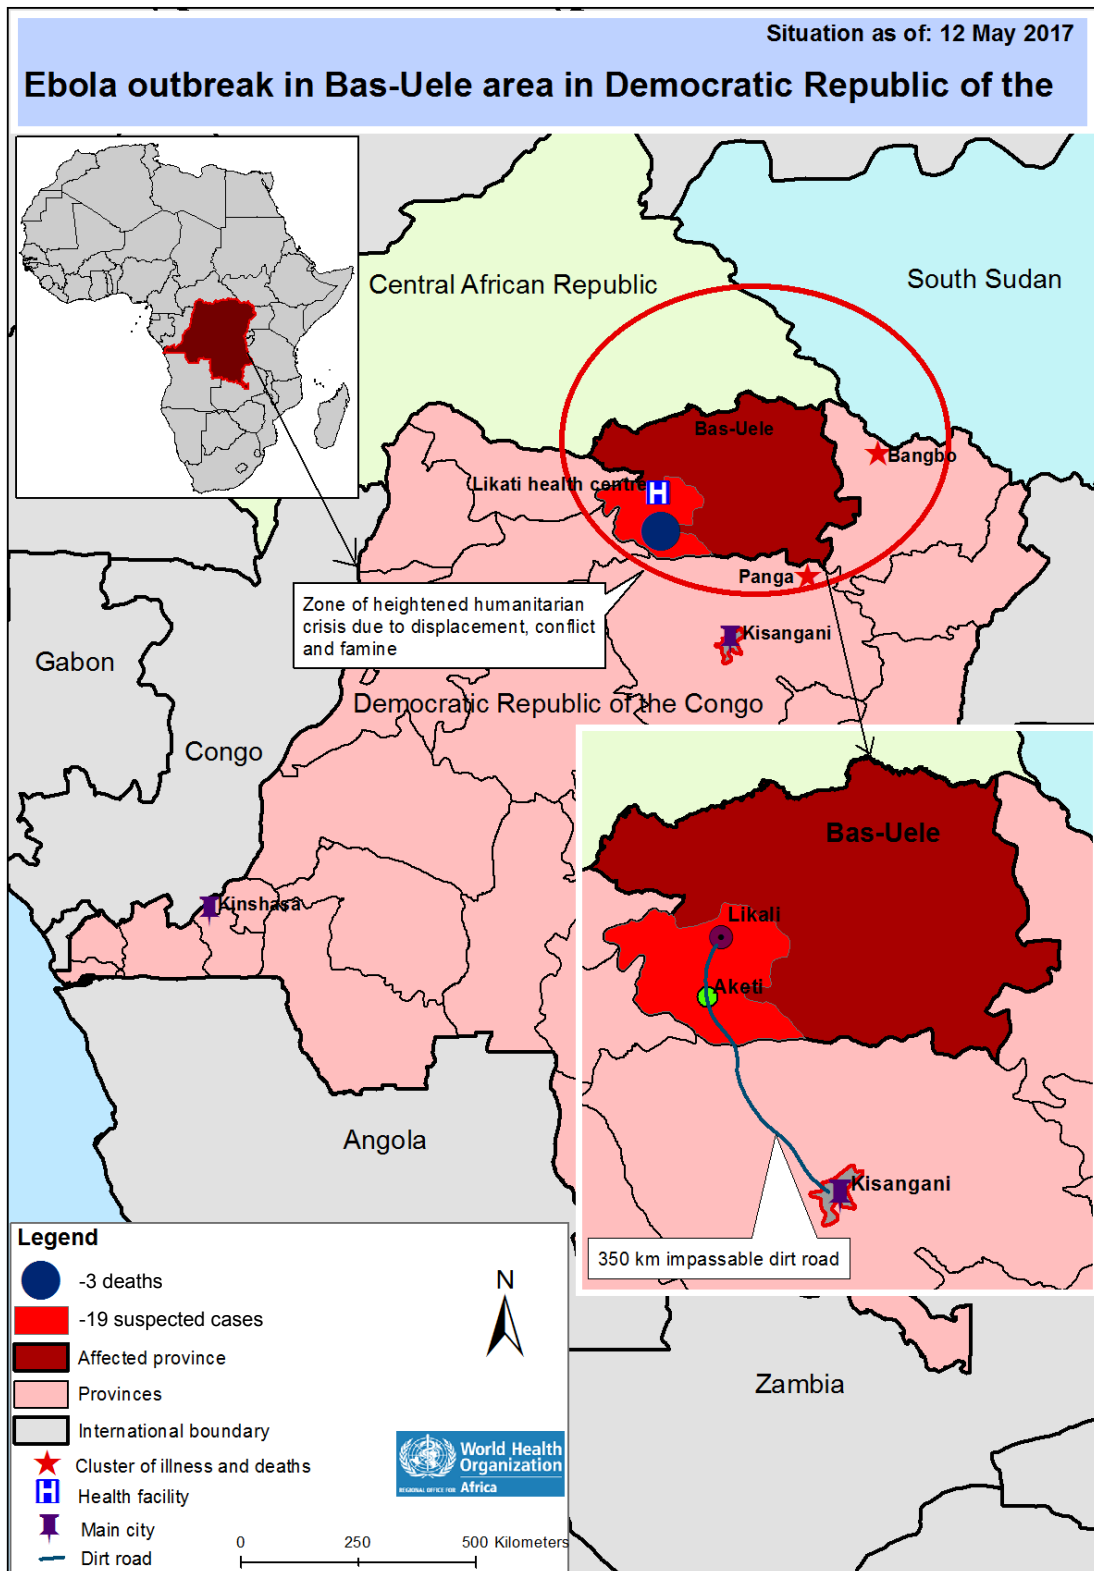 Situation as of: 12 May 2017
Ebola outbreak in Bas-Uele area in Democratic Republic of the
Central African Republic
South Sudan
Bas-Uele
Bangbo
Likati health centre
H
Panga
Zone of heightened humanitarian
crisis due to displacement, conflict
and famine
Kisangani
Gabon
Democratic Republic of the Congo
Congo
Bas-Uele
Likali
Kinshasa
Aketi
Angola
Kisangani
350 km impassable dirt road
Zambia
Legend
-3 deaths
-19 suspected cases
Affected province
Provinces
International boundary
Cluster of illness and deaths
H Health facility
Main city
Dirt road
N
World Health
Organization
REGIONAL OFFICE FOR Africa
0 250 500 Kilometers